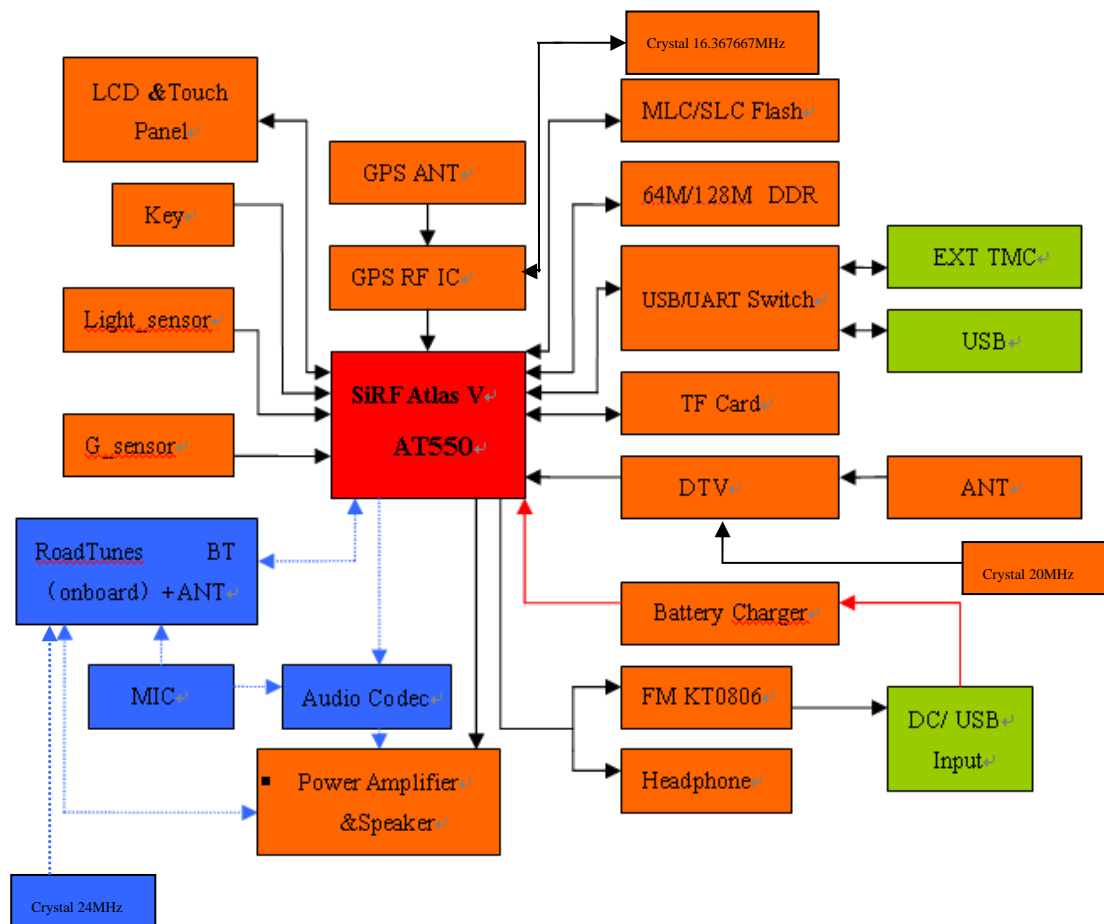 Crystal 16.367667MHz
LCD &Touch
Panel
MLC/SLC Flash
GPS ANT
64M/128M DDR
Key
EXT TMC
GPS RF IC
USB/UART Switch
Light_sensor
USB
SiRF Atlas V
AT550
TF Card
G_sensor
DTV
ANT
RoadTunes BT
(onboard) +ANT
Crystal 20MHz
Battery Charger
MIC
Audio Codec
FM KT0806
DC/ USB
Input
Power Amplifier
&Speaker
Headphone
Crystal 24MHz